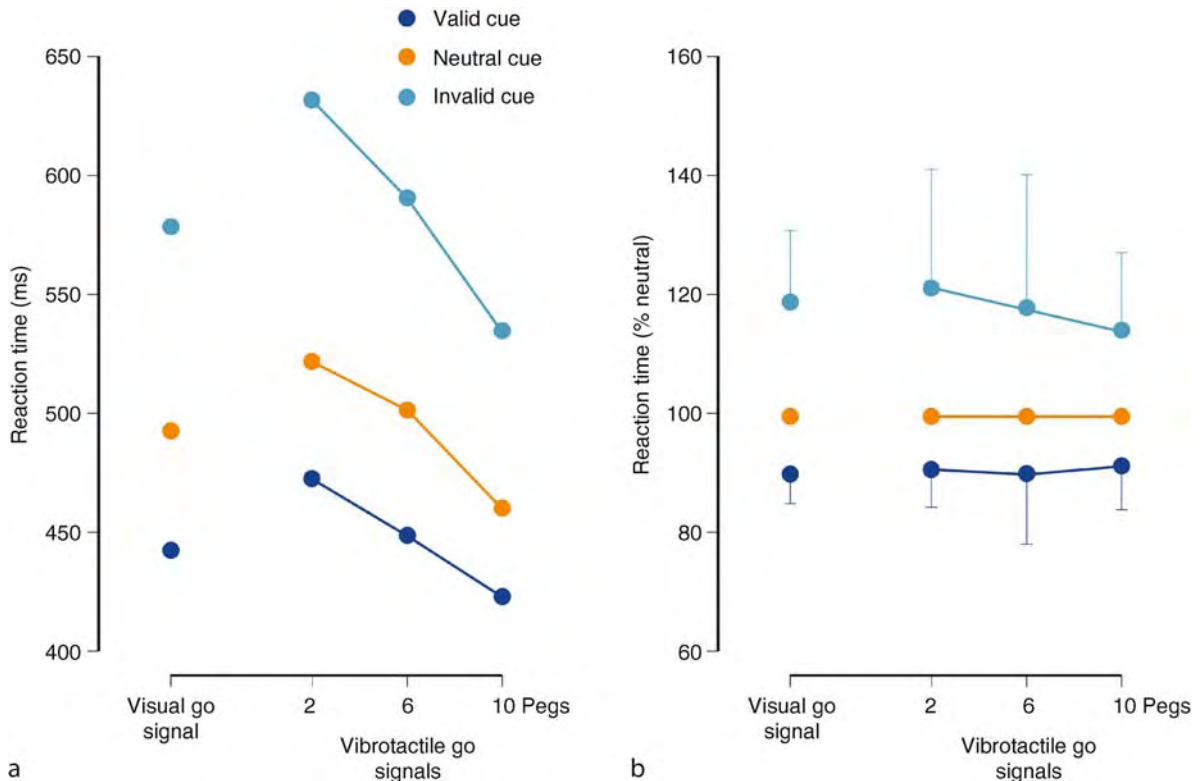 Valid cue
Neutral cue
Invalid cue
650
600
550
500
450
400
Reaction time (ms)
Visual go
signal
2
6
10 Pegs
Vibrotactile go
signals
a
160
140
120
100
80
60
Reaction time (% neutral)
Visual go
signal
2
6
10 Pegs
Vibrotactile go
signals
b